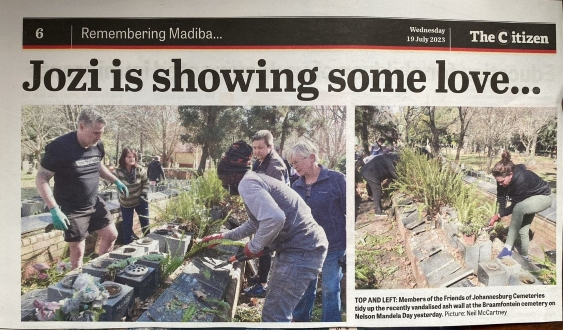 6
Remembering Madiba...
Wednesday
19 July 2023
The Citizen
Jozi is showing some love...
TOP AND LEFT: Members of the Friends of Johannesburg Cemeteries
tidy up the recently vandalised ash wall at the Braamfontein cemetery on
Nelson Mandela Day yesterday. Picture: Neil McCartney